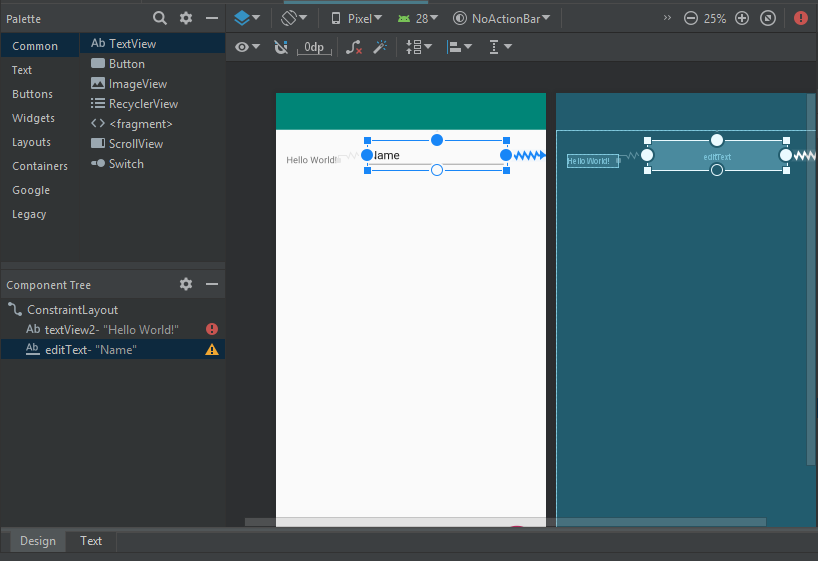 Palette
Pixel
28
NoActionBar
25%
Common
Text
Buttons
Widgets
Layouts
Containers
Google
Legacy
Ab TextView
Button
ImageView
RecyclerView
<fragment>
ScrollView
Switch
0dp
Hello World!
Name
Hello World!
editText
Component Tree
ConstraintLayout
Ab textView2- "Hello World!"
Ab editText- "Name"
Design
Text